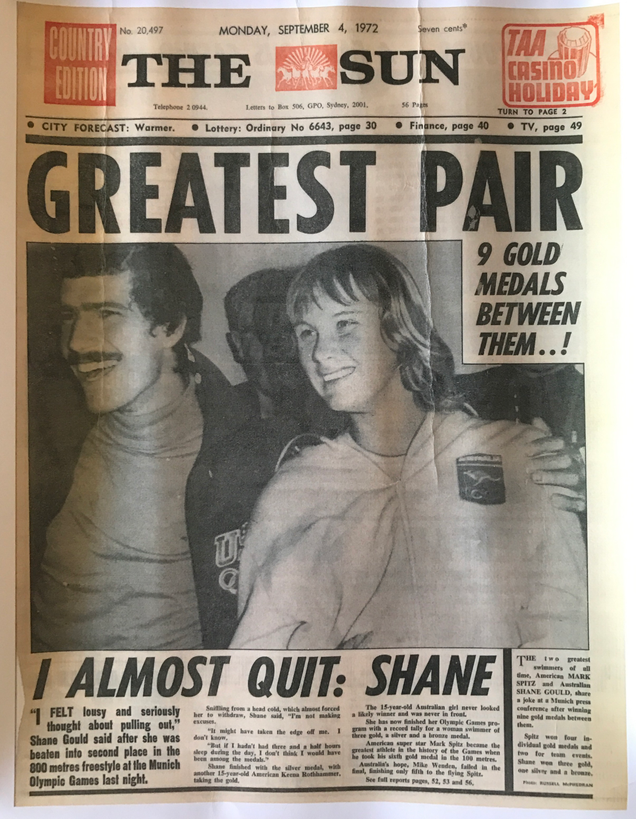 COUNTRY
EDITION
No. 20,497
MONDAY, SEPTEMBER 4, 1972
Seven cents*
THE SUN
TAA
CASINO
HOLIDAY
TURN TO PAGE 2
Telephone 2 0944.
Letters to Box 506, GPO, Sydney, 2001.
56 Pages
● CITY FORECAST: Warmer. ● Lottery: Ordinary No 6643, page 30 ● Finance, page 40 ● TV, page 49
GREATEST PAIR
9 GOLD
MEDALS
BETWEEN
THEM..!
I ALMOST QUIT: SHANE
"I FELT lousy and seriously
thought about pulling out,"
Shane Gould said after she was
beaten into second place in the
800 metres freestyle at the Munich
Olympic Games last night.
Sniffling from a head cold, which almost forced
her to withdraw, Shane said, "I'm not making
excuses.
"It might have taken the edge off me. I
don't know.
"But if I hadn't had three and a half hours
sleep during the day, I don't think I would have
been among the medals."
Shane finished with the silver medal, with
another 15-year-old American Keena Rothhammer,
taking the gold.
The 15-year-old Australian girl never looked
a likely winner and was never in front.
She has now finished her Olympic Games pro-
gram with a record tally for a woman swimmer of
three gold, a silver and a bronze medal.
American super star Mark Spitz became the
greatest athlete in the history of the Games when
he took his sixth gold medal in the 100 metres.
Australia's hope, Mike Wenden, failed in the
final, finishing only fifth to the flying Spitz.
See full reports pages, 52, 53 and 56.
THE two greatest
swimmers of all
time, American MARK
SPITZ and Australian
SHANE GOULD, share
a joke at a Munich press
conference after winning
nine gold medals between
them.
Spitz won four in-
dividual gold medals and
two for team events.
Shane won three gold,
one silver and a bronze.
Photo: RUSSELL McPHEDRAN